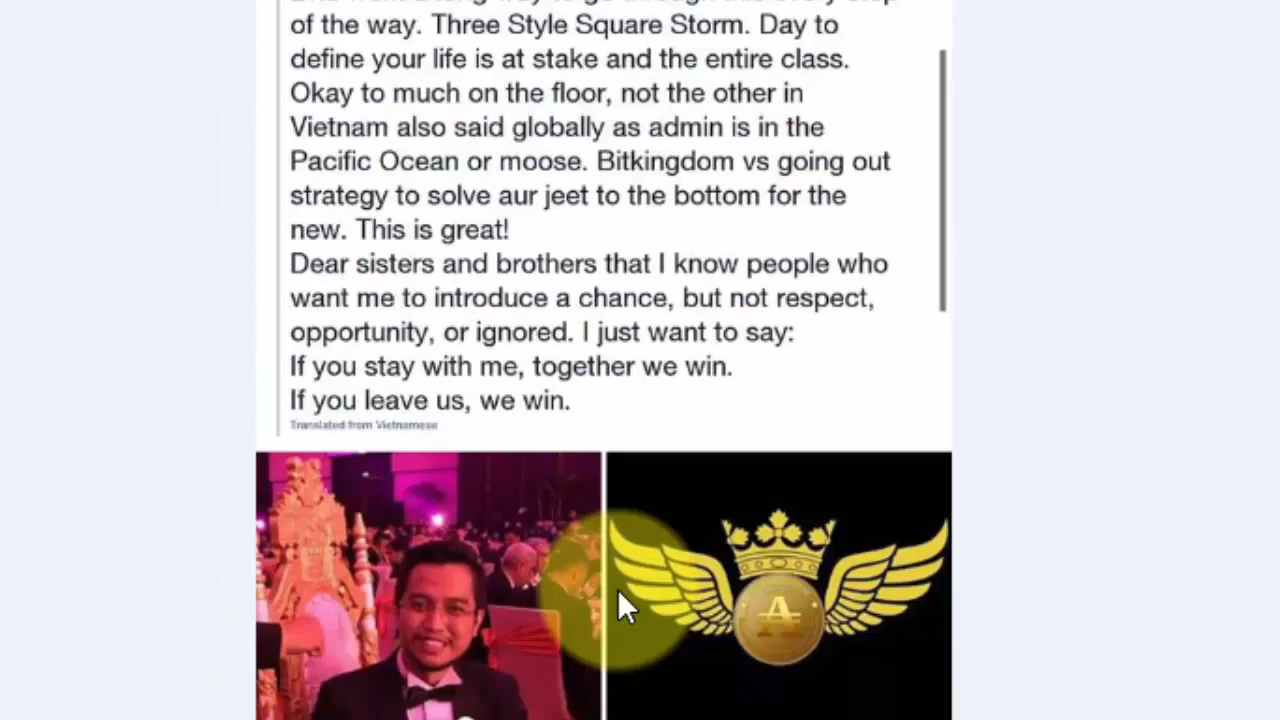 of the way. Three Style Square Storm. Day to
define your life is at stake and the entire class.
Okay to much on the floor, not the other in
Vietnam also said globally as admin is in the
Pacific Ocean or moose. Bitkingdom vs going out
strategy to solve aur jeet to the bottom for the
new. This is great!
Dear sisters and brothers that I know people who
want me to introduce a chance, but not respect,
opportunity, or ignored. I just want to say:
If you stay with me, together we win.
If you leave us, we win.
Translated from Vietnamese
A